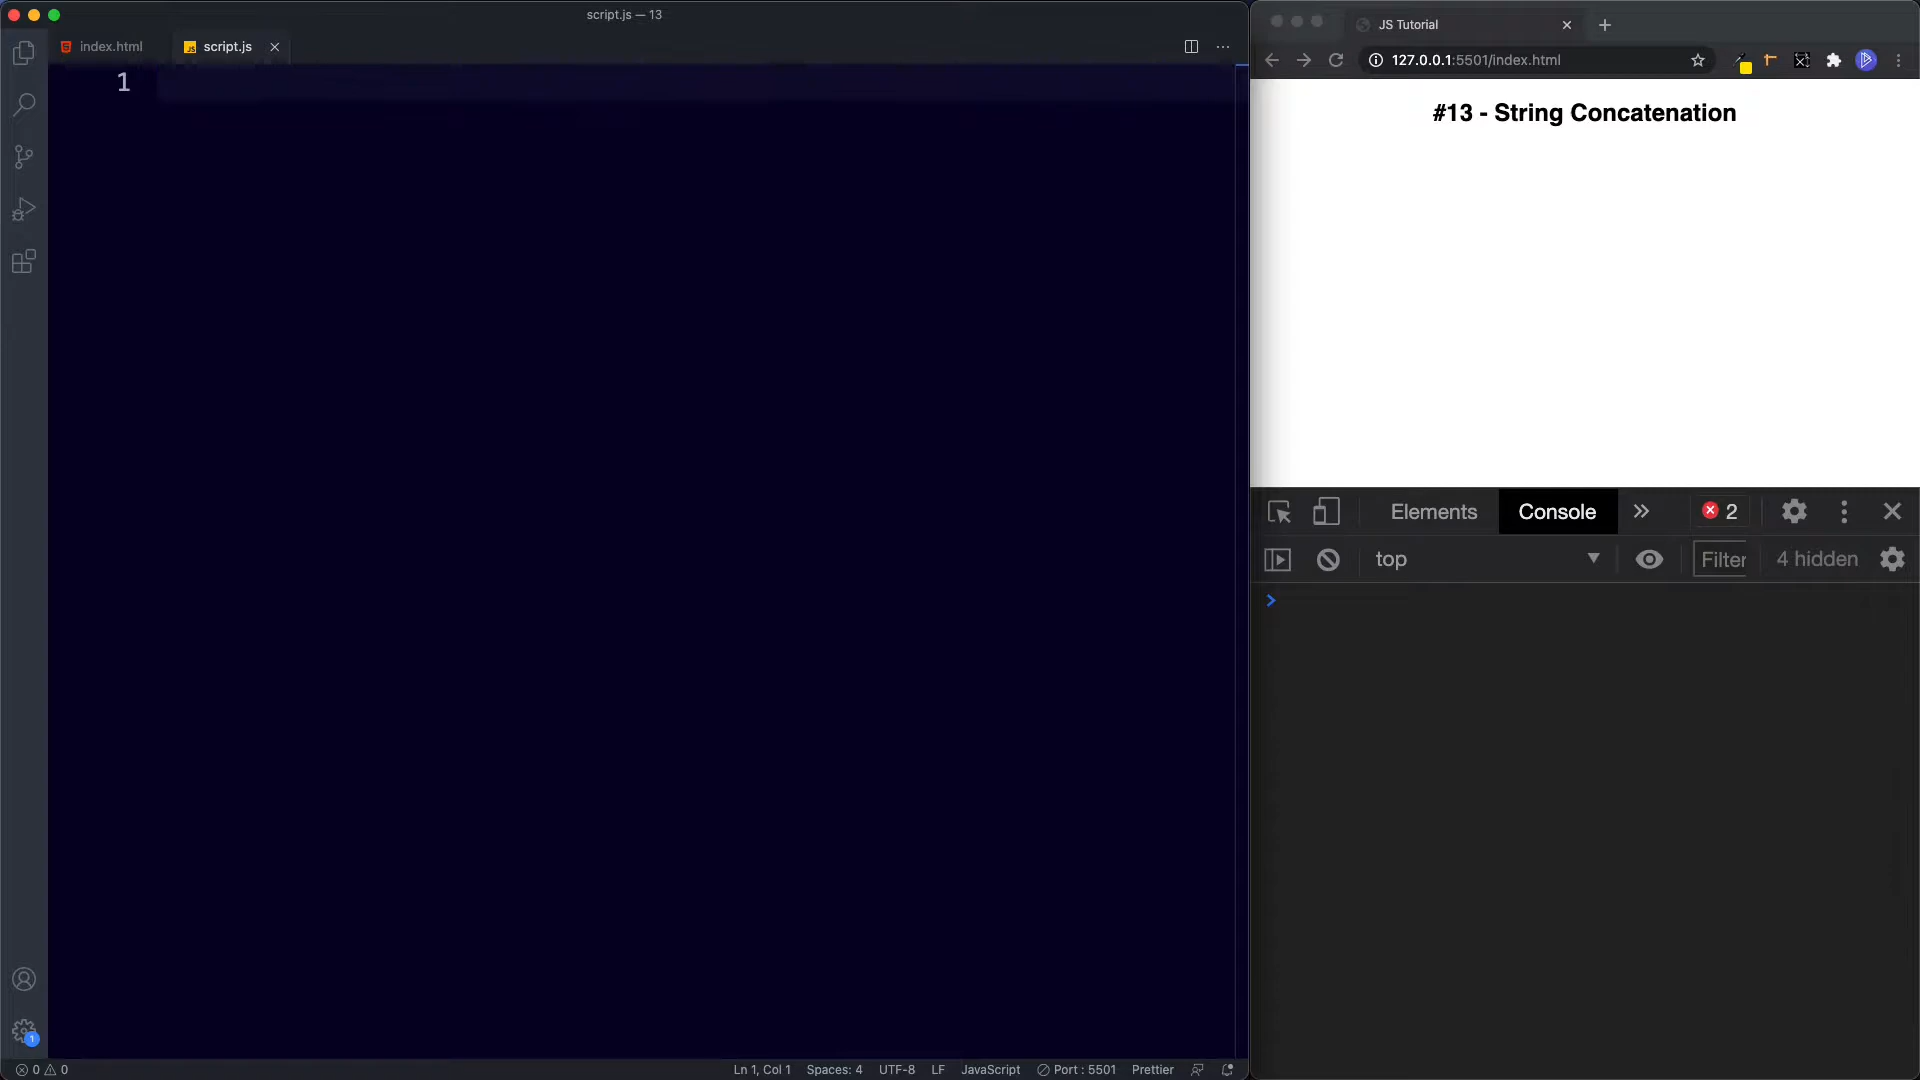 script.js — 13
index.html
script.js
1
JS Tutorial
127.0.0.1:5501/index.html
#13 - String Concatenation
Elements
Console
2
top
Filter
4 hidden
1
0
0
Ln 1, Col 1
Spaces: 4
UTF-8
LF
JavaScript
Port : 5501
Prettier